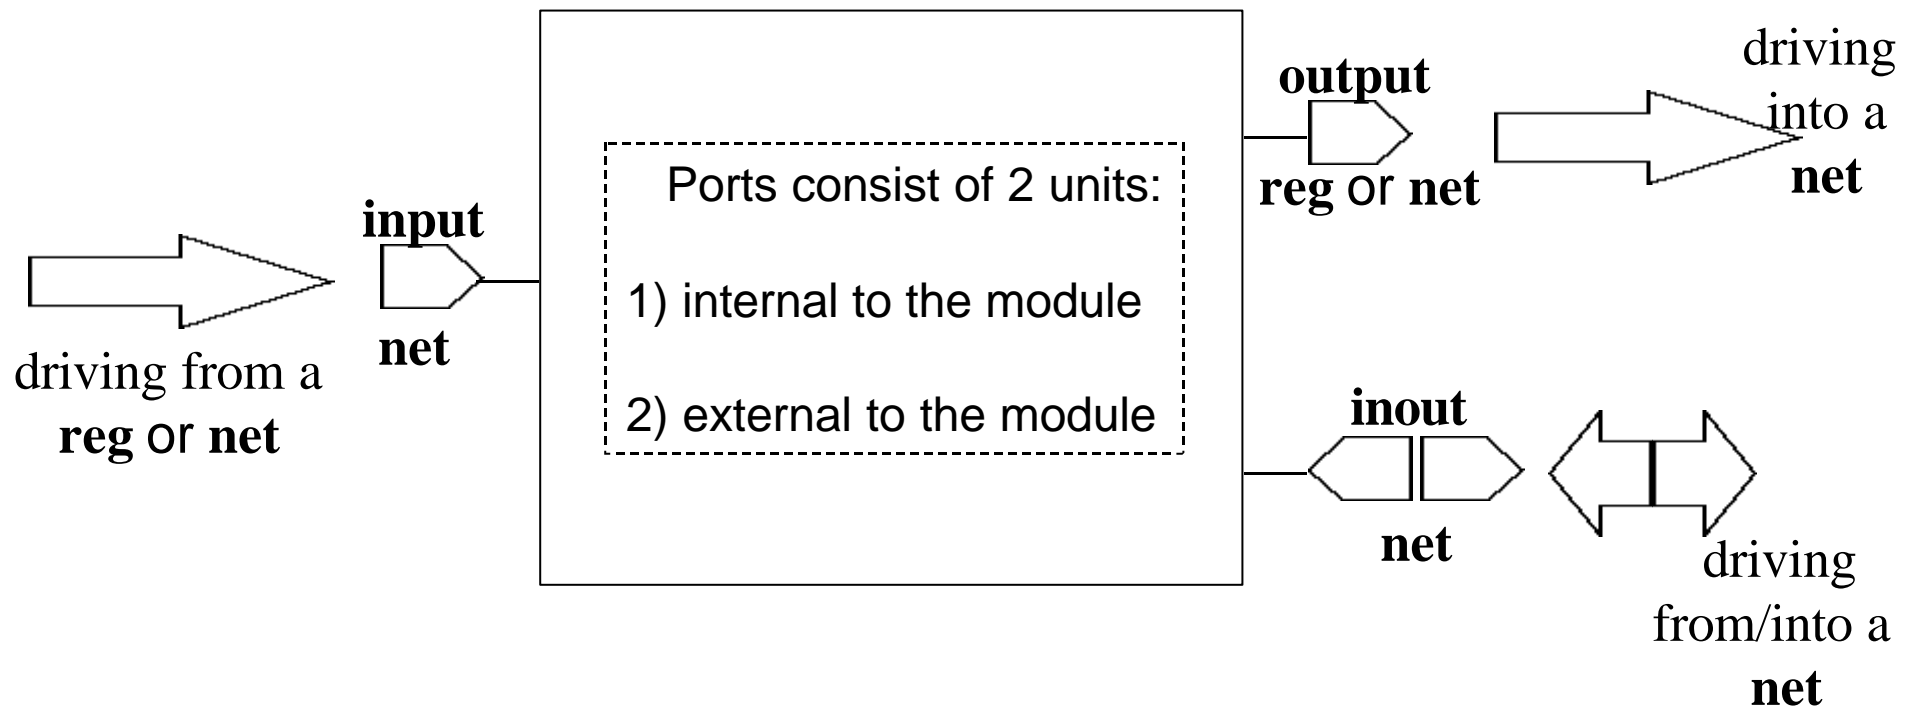 driving from a
reg or net
input
net
Ports consist of 2 units:
1) internal to the module
2) external to the module
output
reg or net
driving
into a
net
inout
net
driving
from/into a
net